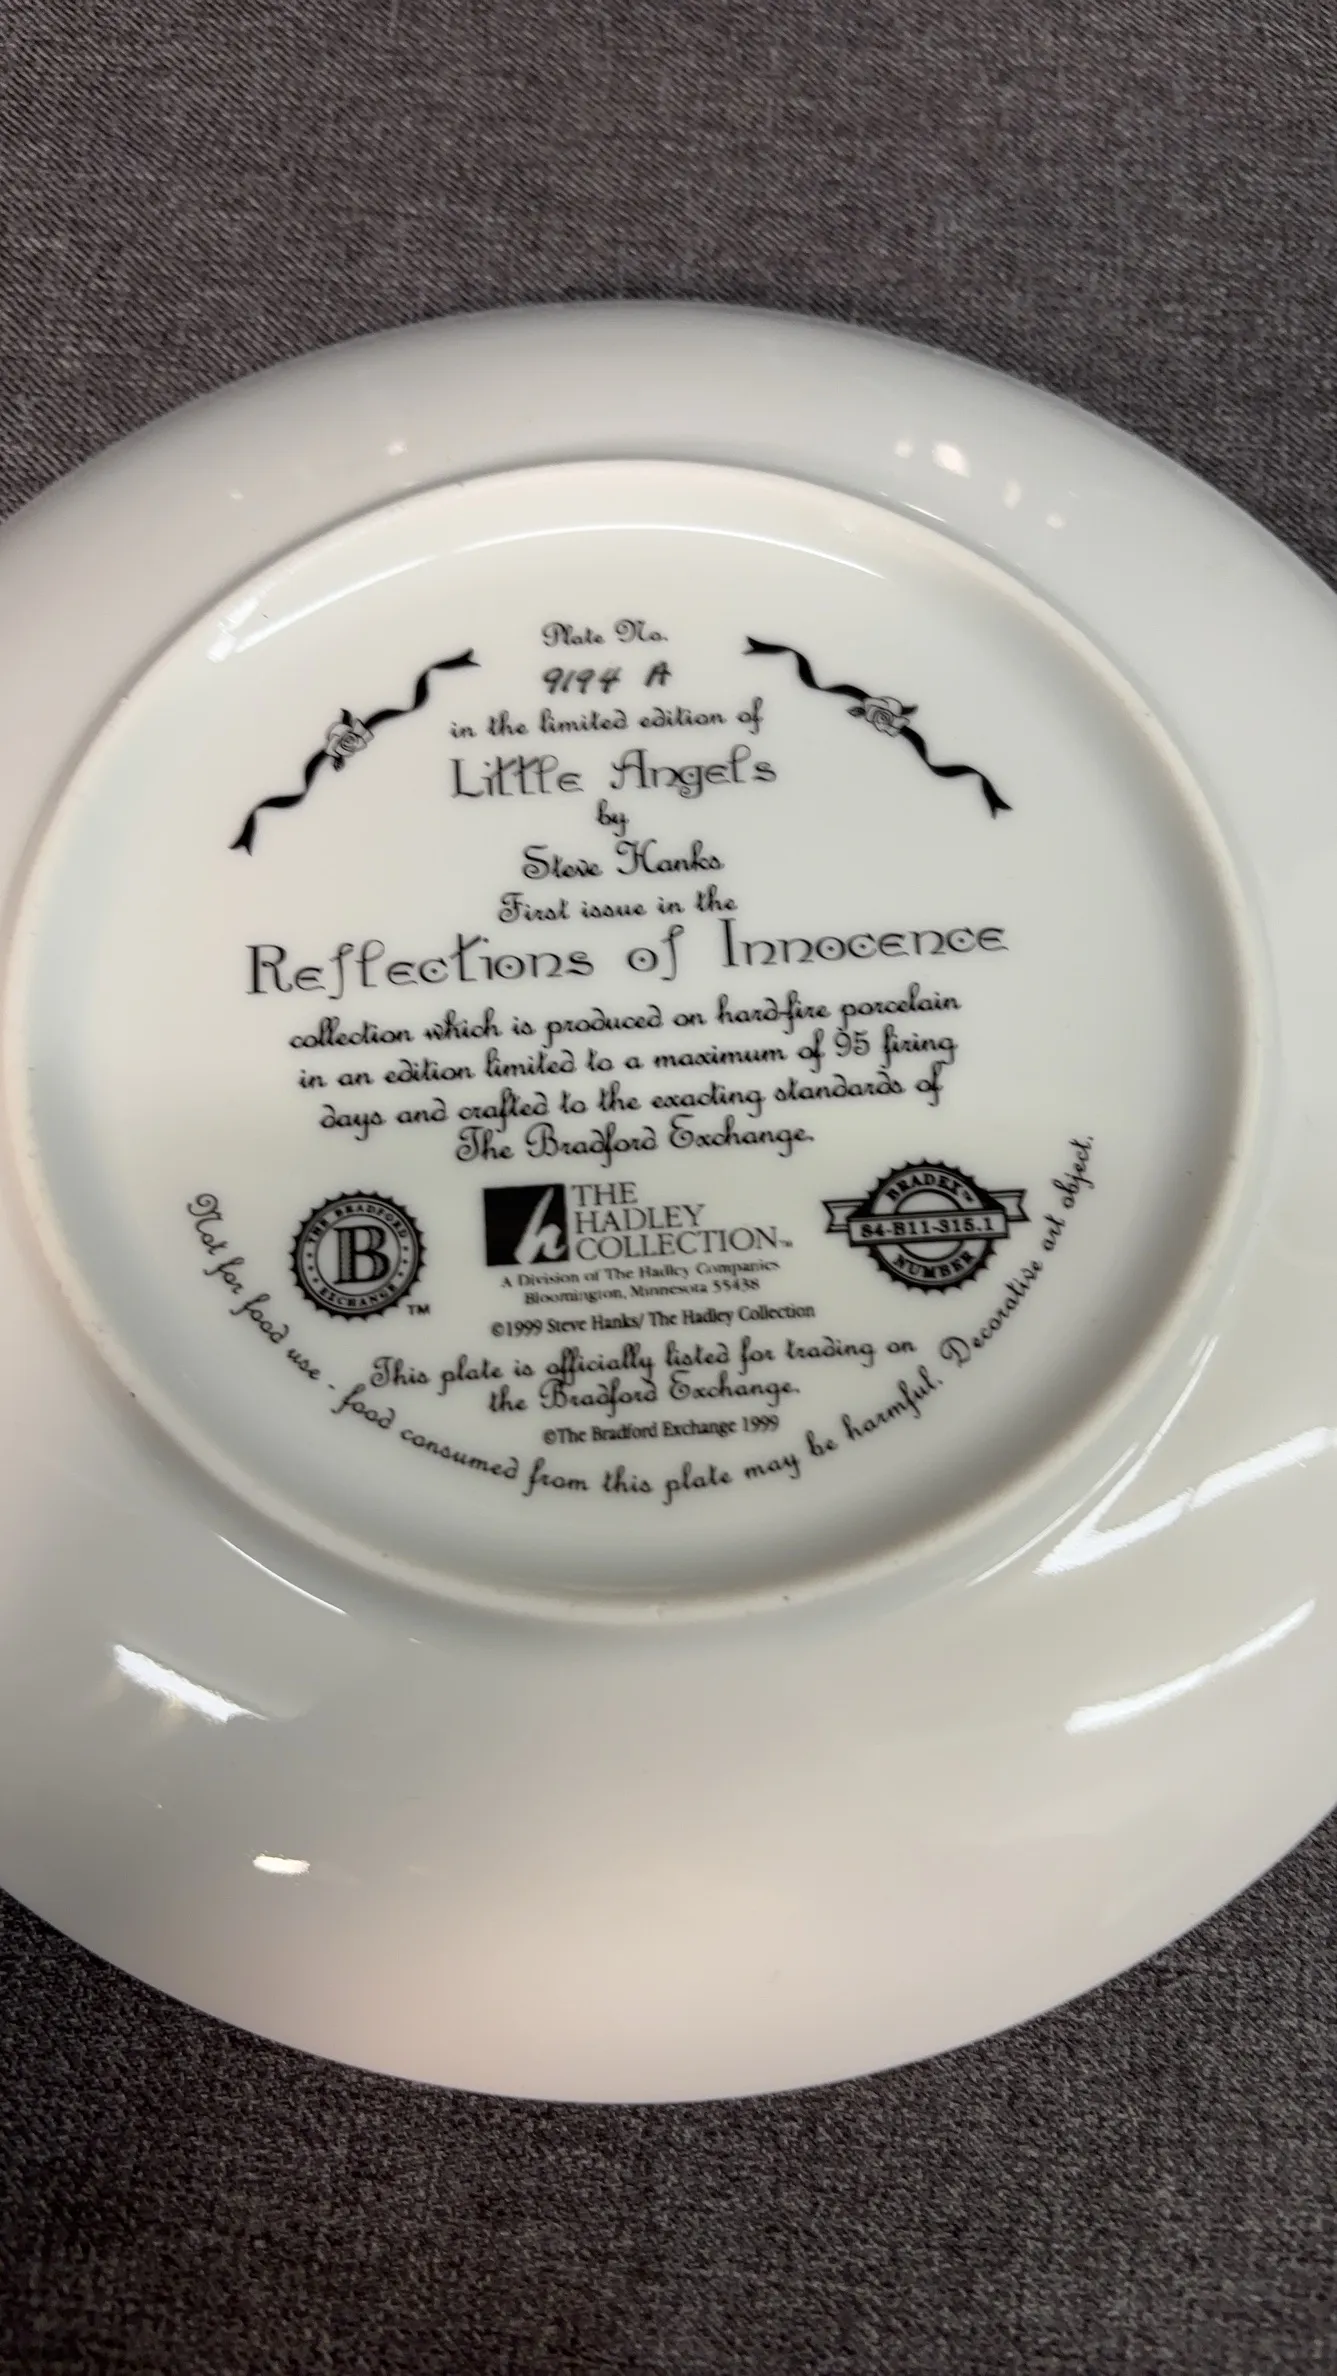 Plate No.
9194 A
in the limited edition of
Little Angels
by
Steve Hanks
First issue in the
Reflections of Innocence
collection which is produced on hard-fire porcelain
in an edition limited to a maximum of 95 firing
days and crafted to the exacting standards of
The Bradford Exchange.
THE BRADFORD
B
EXCHANGE
TM
h
THE
HADLEY
COLLECTION™
A Division of The Hadley Companies
Bloomington, Minnesota 55438
BRADEX™
84-B11-315.1
NUMBER
©1999 Steve Hanks/ The Hadley Collection
This plate is officially listed for trading on
the Bradford Exchange.
©The Bradford Exchange 1999
Not for food use - food consumed from this plate may be harmful. Decorative art object.